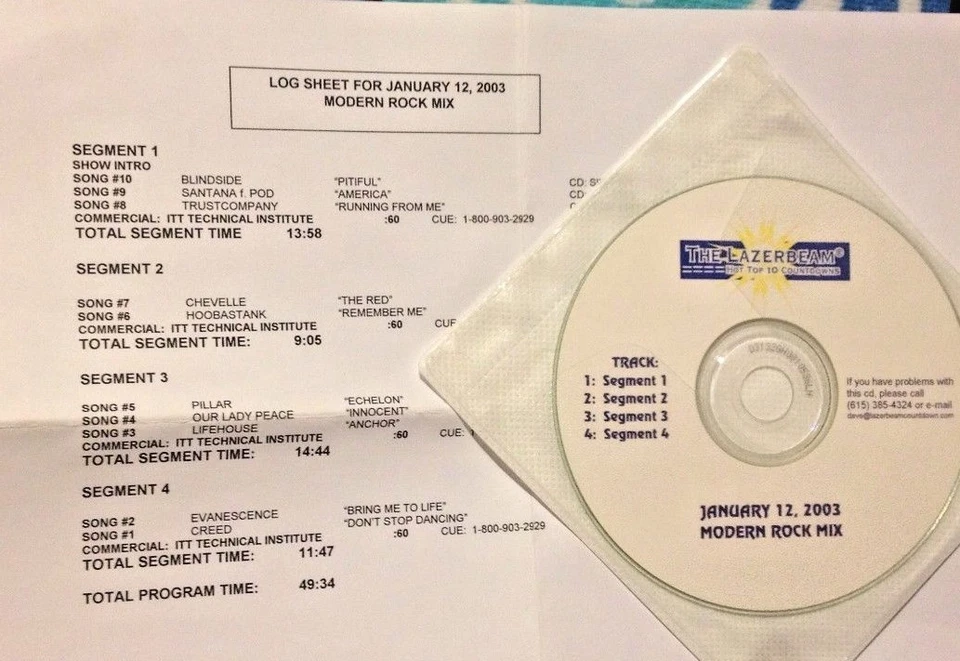 LOG SHEET FOR JANUARY 12, 2003
MODERN ROCK MIX
SEGMENT 1
SHOW INTRO
SONG #10 BLINDSIDE "PITIFUL" CD:
SONG #9 SANTANA f. POD "AMERICA" CD
SONG #8 TRUSTCOMPANY "RUNNING FROM ME"
COMMERCIAL: ITT TECHNICAL INSTITUTE :60 CUE: 1-800-903-2929
TOTAL SEGMENT TIME 13:58
SEGMENT 2
SONG #7 CHEVELLE "THE RED"
SONG #6 HOOBASTANK "REMEMBER ME"
COMMERCIAL: ITT TECHNICAL INSTITUTE :60
TOTAL SEGMENT TIME: 9:05
SEGMENT 3
SONG #5 PILLAR "ECHELON"
SONG #4 OUR LADY PEACE "INNOCENT"
SONG #3 LIFEHOUSE "ANCHOR"
COMMERCIAL: ITT TECHNICAL INSTITUTE :60 CUE:
TOTAL SEGMENT TIME: 14:44
SEGMENT 4
SONG #2 EVANESCENCE "BRING ME TO LIFE"
SONG #1 CREED "DON'T STOP DANCING"
COMMERCIAL: ITT TECHNICAL INSTITUTE :60 CUE: 1-800-903-2929
TOTAL SEGMENT TIME: 11:47
TOTAL PROGRAM TIME: 49:34
THE LAZERBEAM®
HOT TOP 10 COUNTDOWNS
TRACK:
1: Segment 1
2: Segment 2
3: Segment 3
4: Segment 4
If you have problems with
this cd, please call
(615) 385-4324 or e-mail
dave@lazerbeamcountdown.com
JANUARY 12, 2003
MODERN ROCK MIX